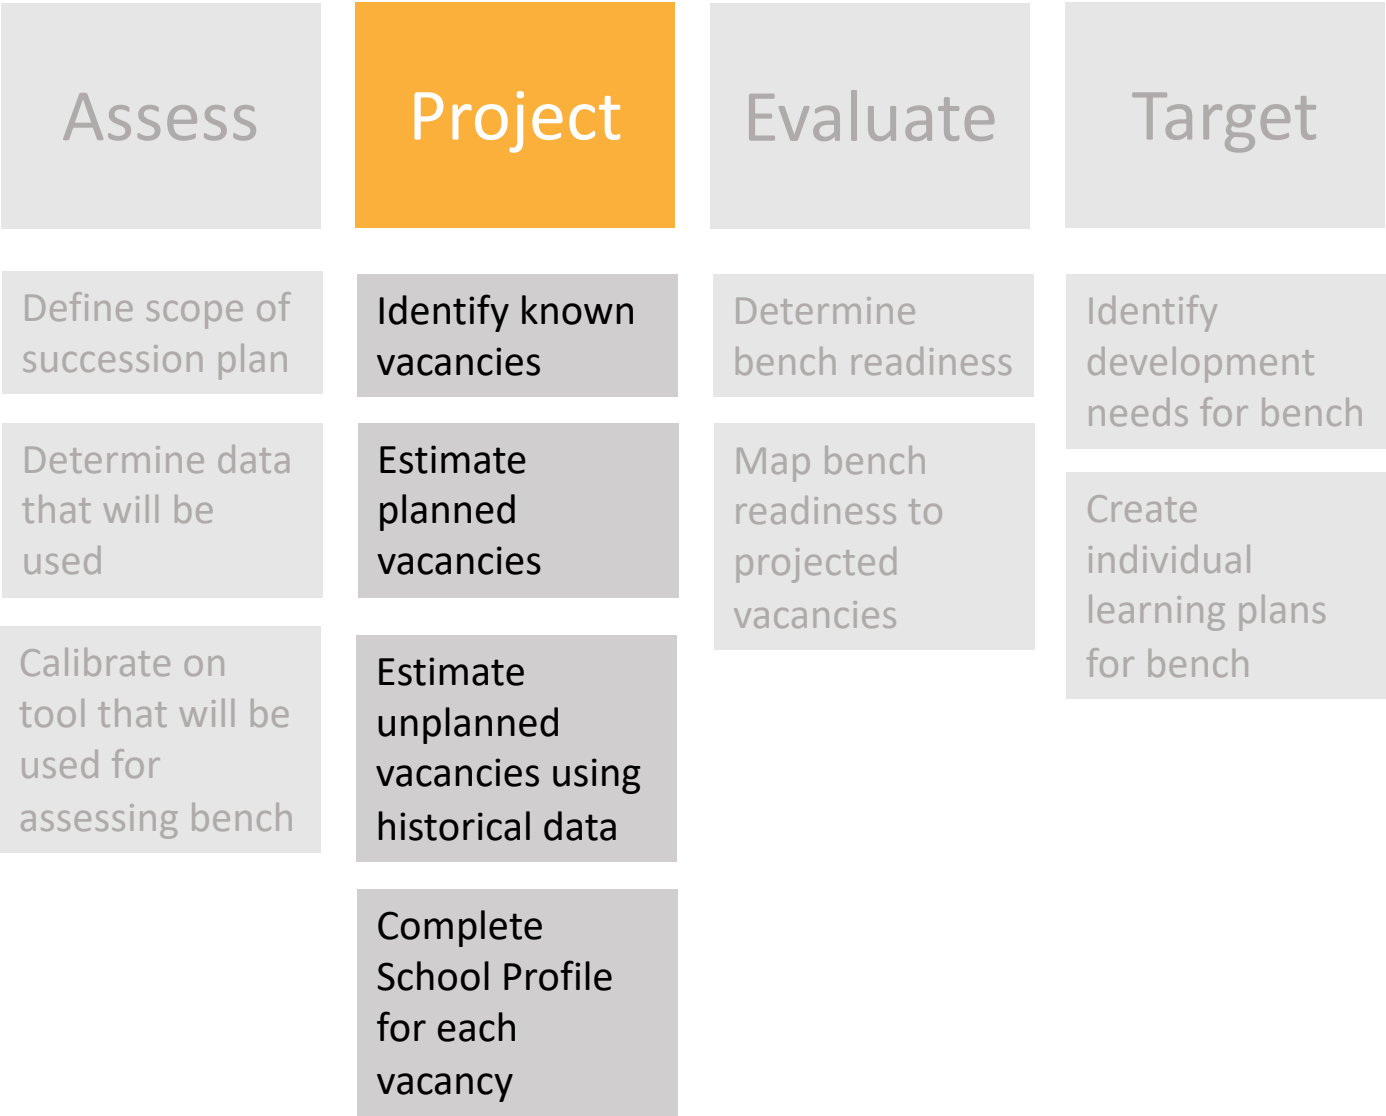 Assess
Project
Evaluate
Target
Define scope of
succession plan
Determine data
that will be
used
Calibrate on
tool that will be
used for
assessing bench
Identify known
vacancies
Estimate
planned
vacancies
Estimate
unplanned
vacancies using
historical data
Complete
School Profile
for each
vacancy
Determine
bench readiness
Map bench
readiness to
projected
vacancies
Identify
development
needs for bench
Create
individual
learning plans
for bench